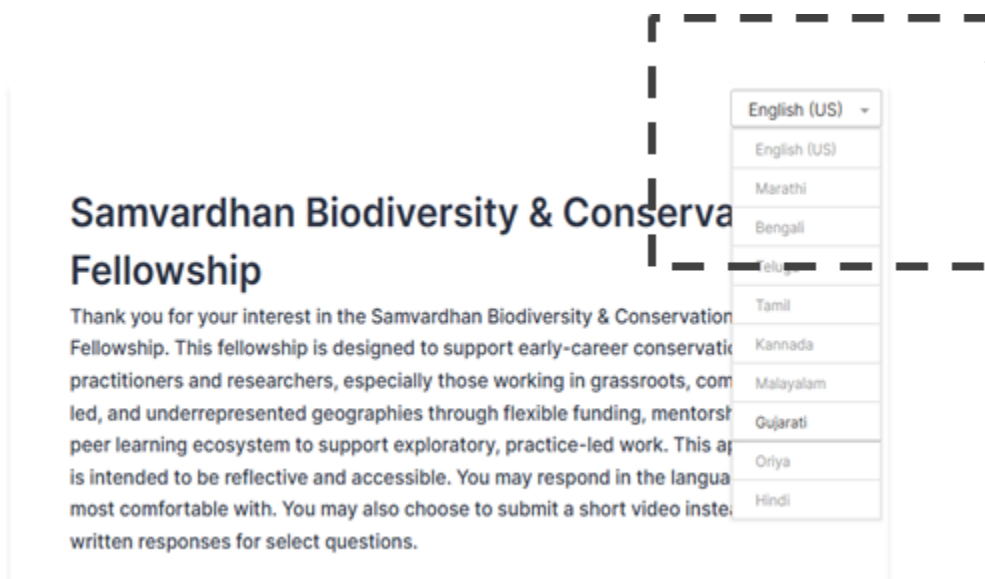 English (US)
English (US)
Marathi
Bengali
Telugu
Tamil
Kannada
Malayalam
Gujarati
Oriya
Hindi
Samvardhan Biodiversity & Conserva
Fellowship
Thank you for your interest in the Samvardhan Biodiversity & Conservation
Fellowship. This fellowship is designed to support early-career conservatio
practitioners and researchers, especially those working in grassroots, com
led, and underrepresented geographies through flexible funding, mentorsh
peer learning ecosystem to support exploratory, practice-led work. This ap
is intended to be reflective and accessible. You may respond in the langua
most comfortable with. You may also choose to submit a short video inste
written responses for select questions.